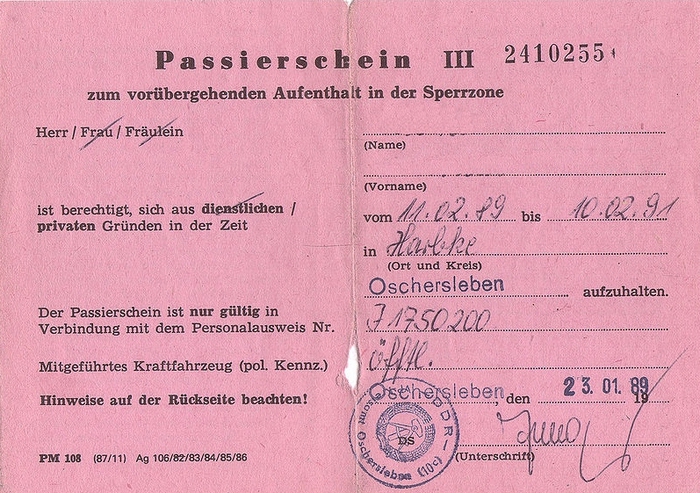 Passierschein III 2410255
zum vorübergehenden Aufenthalt in der Sperrzone
Herr / Frau / Fräulein
(Name)
(Vorname)
ist berechtigt, sich aus dienstlichen /
privaten Gründen in der Zeit
vom 11.02.89 bis 10.02.91
in Harbke
(Ort und Kreis)
Oschersleben aufzuhalten.
Der Passierschein ist nur gültig in
Verbindung mit dem Personalausweis Nr. J 1750200
Mitgeführtes Kraftfahrzeug (pol. Kennz.) öfftl.
Hinweise auf der Rückseite beachten!
Oschersleben, den 23.01.89
19
DDR
Oschersleben (10c)
DS
(Unterschrift)
PM 108 (87/11) Ag 106/82/83/84/85/86